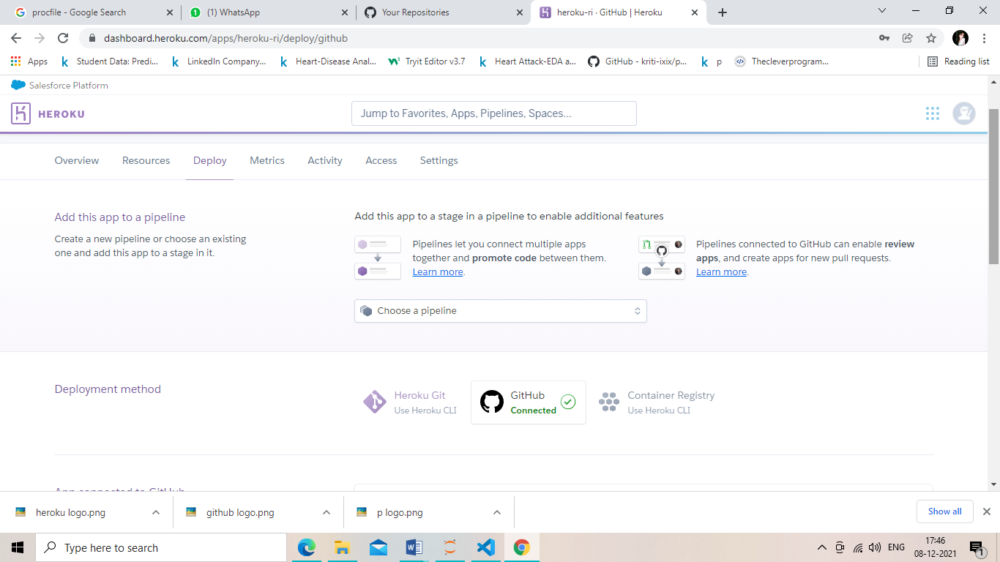 procfile - Google Search
(1) WhatsApp
Your Repositories
heroku-ri · GitHub | Heroku
dashboard.heroku.com/apps/heroku-ri/deploy/github
Apps
Student Data: Predi...
LinkedIn Company...
Heart-Disease Anal...
Tryit Editor v3.7
Heart Attack-EDA a...
GitHub - kriti-ixix/p...
p
Thecleverprogram...
Reading list
Salesforce Platform
HEROKU
Jump to Favorites, Apps, Pipelines, Spaces...
Overview
Resources
Deploy
Metrics
Activity
Access
Settings
Add this app to a pipeline
Create a new pipeline or choose an existing
one and add this app to a stage in it.
Add this app to a stage in a pipeline to enable additional features
Pipelines let you connect multiple apps
together and promote code between them.
Learn more.
Pipelines connected to GitHub can enable review
apps, and create apps for new pull requests.
Learn more.
Choose a pipeline
Deployment method
Heroku Git
Use Heroku CLI
GitHub
Connected
Container Registry
Use Heroku CLI
App connected to GitHub
heroku logo.png
github logo.png
p logo.png
Show all
Type here to search
ENG
17:46
08-12-2021
1